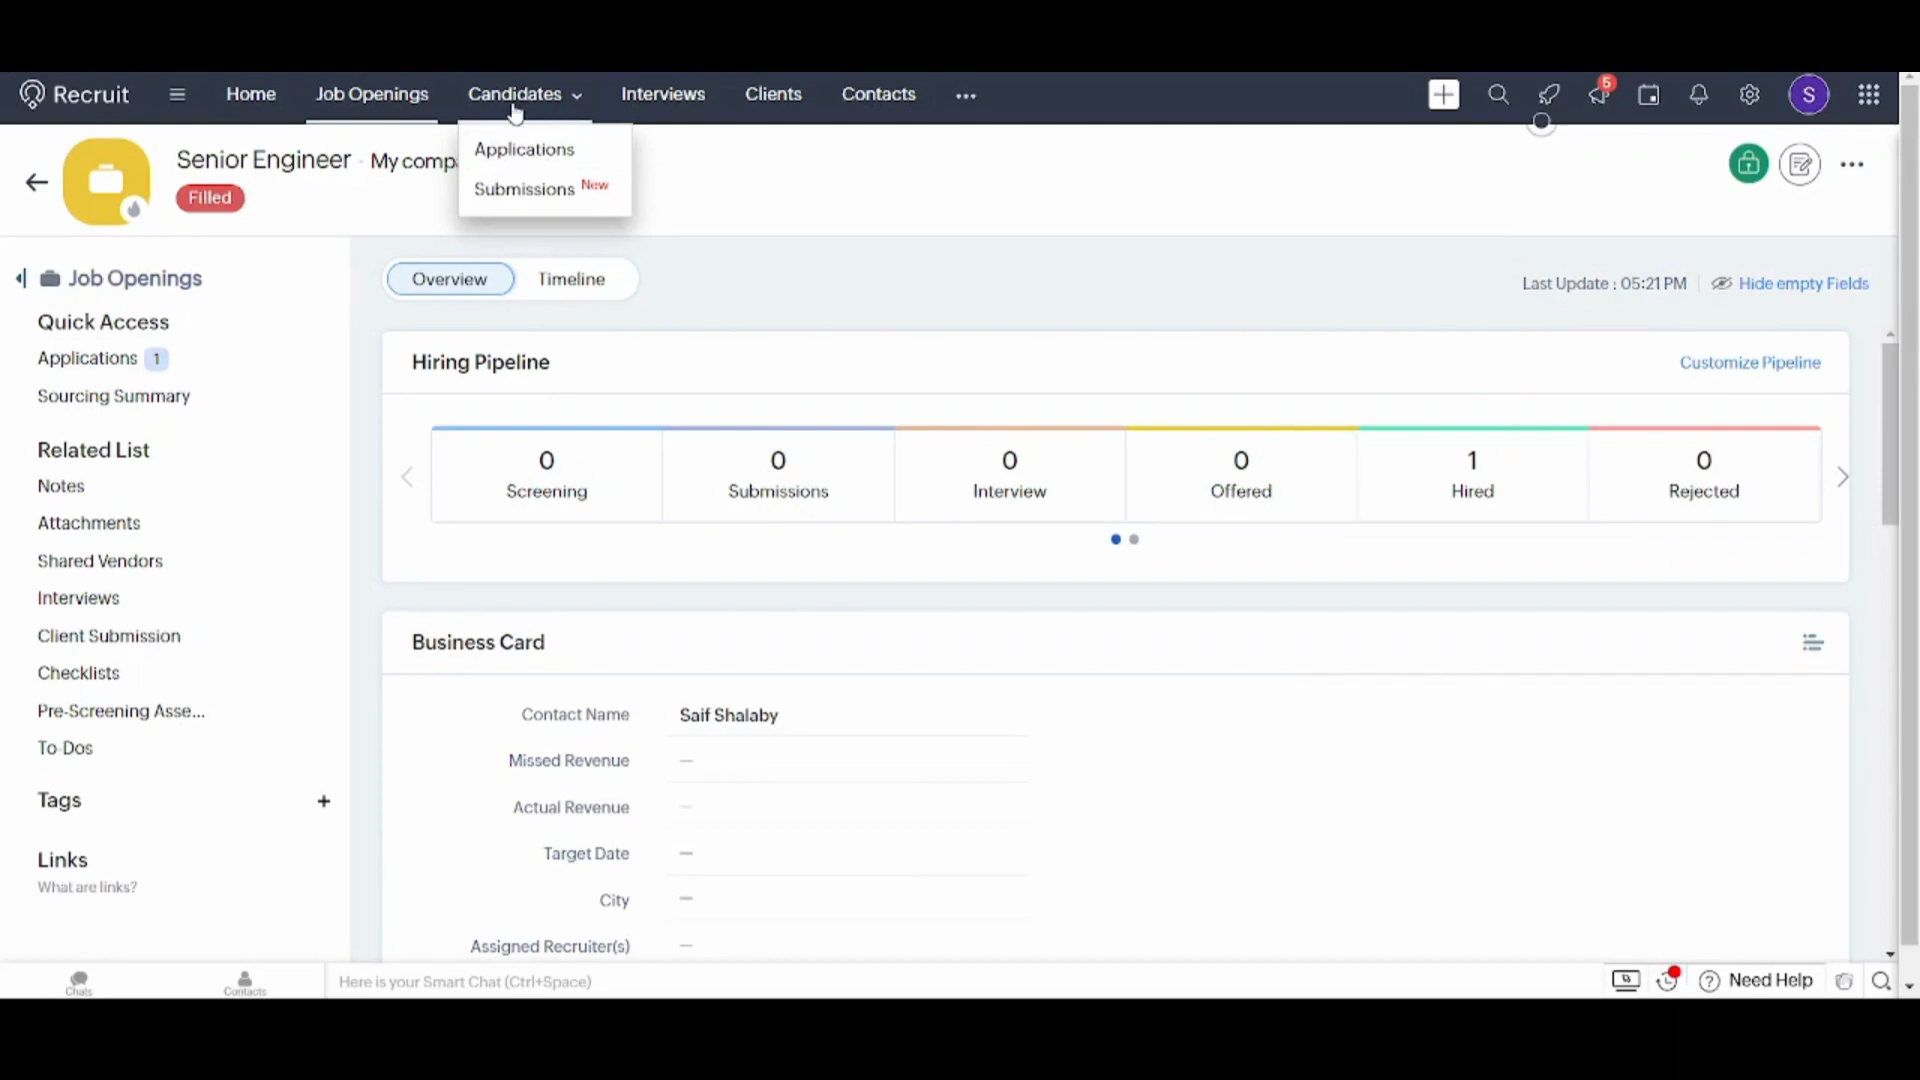 Recruit Home Job Openings Candidates Interviews Clients Contacts ... 5 S
Applications
Submissions New
Senior Engineer - My comp
Filled
Job Openings
Quick Access
Applications 1
Sourcing Summary
Related List
Notes
Attachments
Shared Vendors
Interviews
Client Submission
Checklists
Pre-Screening Asse...
To-Dos
Tags +
Links
What are links?
Overview Timeline
Last Update : 05:21 PM Hide empty Fields
Hiring Pipeline Customize Pipeline
0 0 0 0 1 0
Screening Submissions Interview Offered Hired Rejected
Business Card
Contact Name Saif Shalaby
Missed Revenue —
Actual Revenue —
Target Date —
City —
Assigned Recruiter(s) —
Chats Contacts Here is your Smart Chat (Ctrl+Space) Need Help